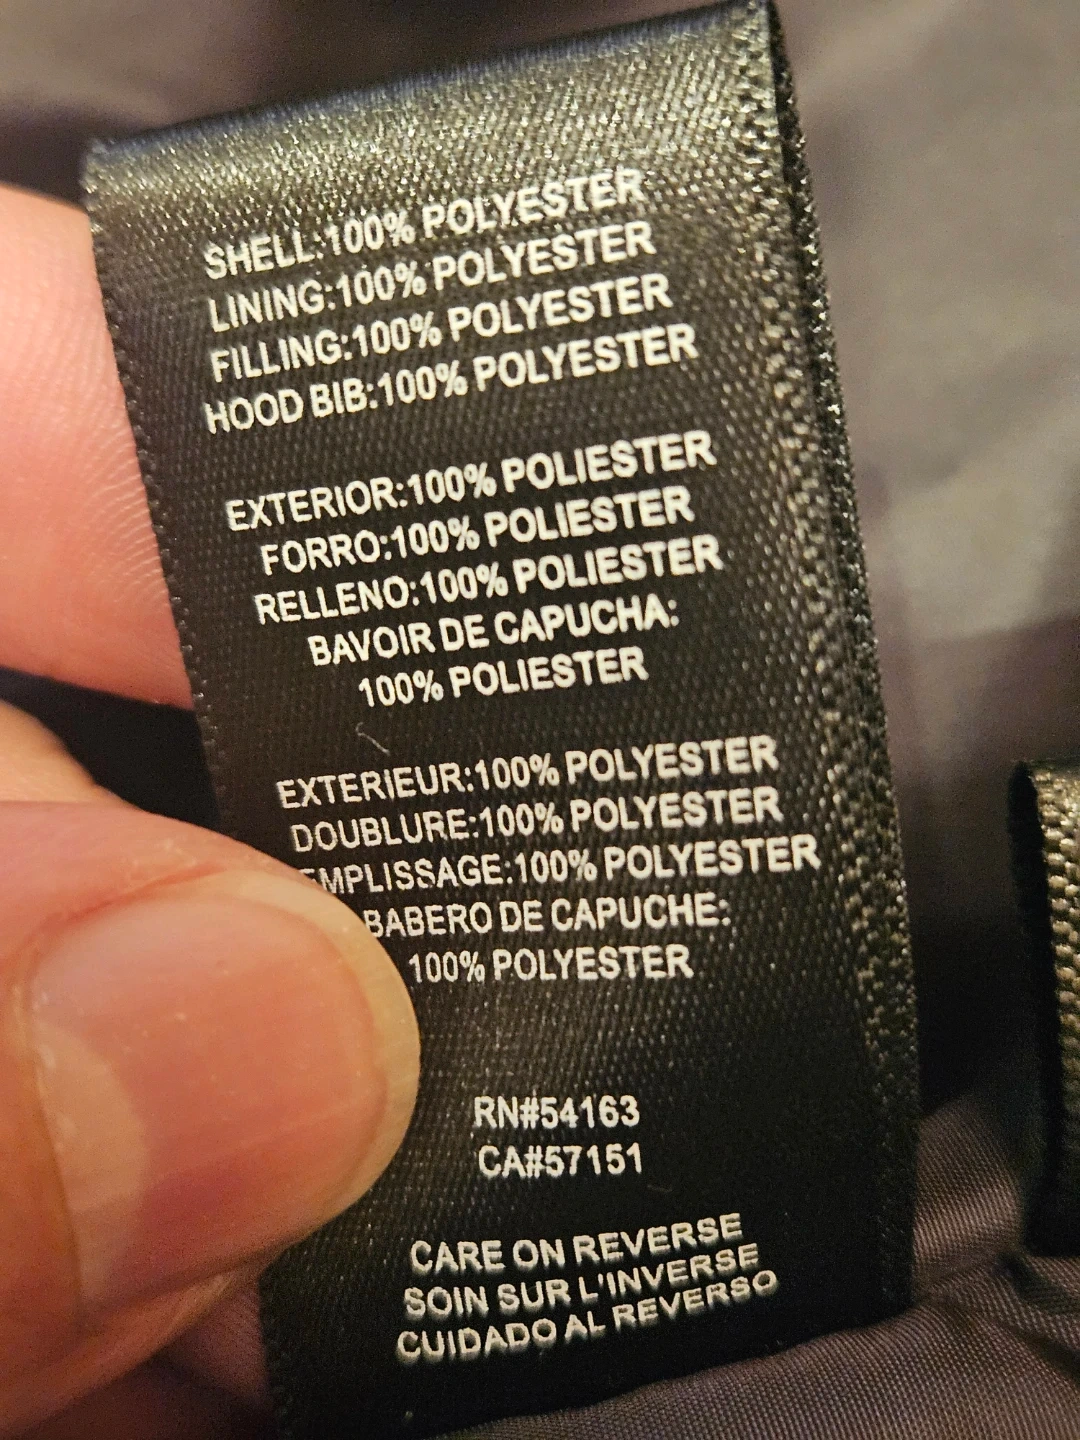 SHELL:100% POLYESTER
LINING:100% POLYESTER
FILLING:100% POLYESTER
HOOD BIB:100% POLYESTER
EXTERIOR:100% POLIESTER
FORRO:100% POLIESTER
RELLENO:100% POLIESTER
BAVOIR DE CAPUCHA:
100% POLIESTER
EXTERIEUR:100% POLYESTER
DOUBLURE:100% POLYESTER
EMPLISSAGE:100% POLYESTER
BABERO DE CAPUCHE:
100% POLYESTER
RN#54163
CA#57151
CARE ON REVERSE
SOIN SUR L'INVERSE
CUIDADO AL REVERSO